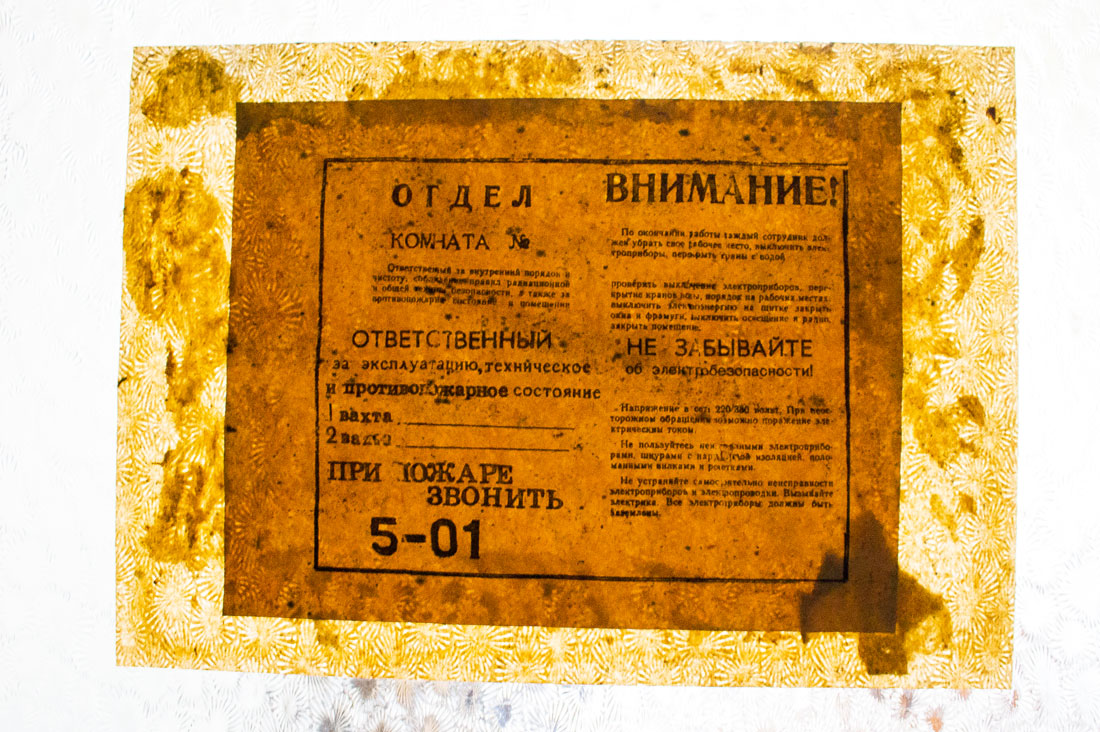 ОТДЕЛ
КОМНАТА №
Ответственный за внутренний порядок и
чистоту, соблюдение правил радиационной
и общей безопасности, а также за
противопожарное состояние в помещении
ОТВЕТСТВЕННЫЙ
за эксплуатацию, техническое
и противопожарное состояние
1 вахта
2 вахта
ПРИ ПОЖАРЕ
ЗВОНИТЬ
5-01
ВНИМАНИЕ!
По окончании работы каждый сотрудник дол-
жен убрать свое рабочее место, выключить элек-
троприборы, перекрыть краны с водой.
проверить выключение электроприборов, пере-
крытие кранов воды, порядок на рабочих местах,
выключить электроэнергию на щитке закрыть
окна и фрамуги, выключить освещение и радио,
закрыть помещение.
НЕ ЗАБЫВАЙТЕ
об электробезопасности!
Напряжение в сети 220/380 вольт. При неос-
торожном обращении возможно поражение эле-
ктрическим током.
Не пользуйтесь неисправными электроприбо-
рами, шнурами с нарушенной изоляцией, поло-
манными вилками и розетками.
Не устраняйте самостоятельно неисправности
электроприборов и электропроводки. Вызывайте
электрика. Все электроприборы должны быть
заземлены.